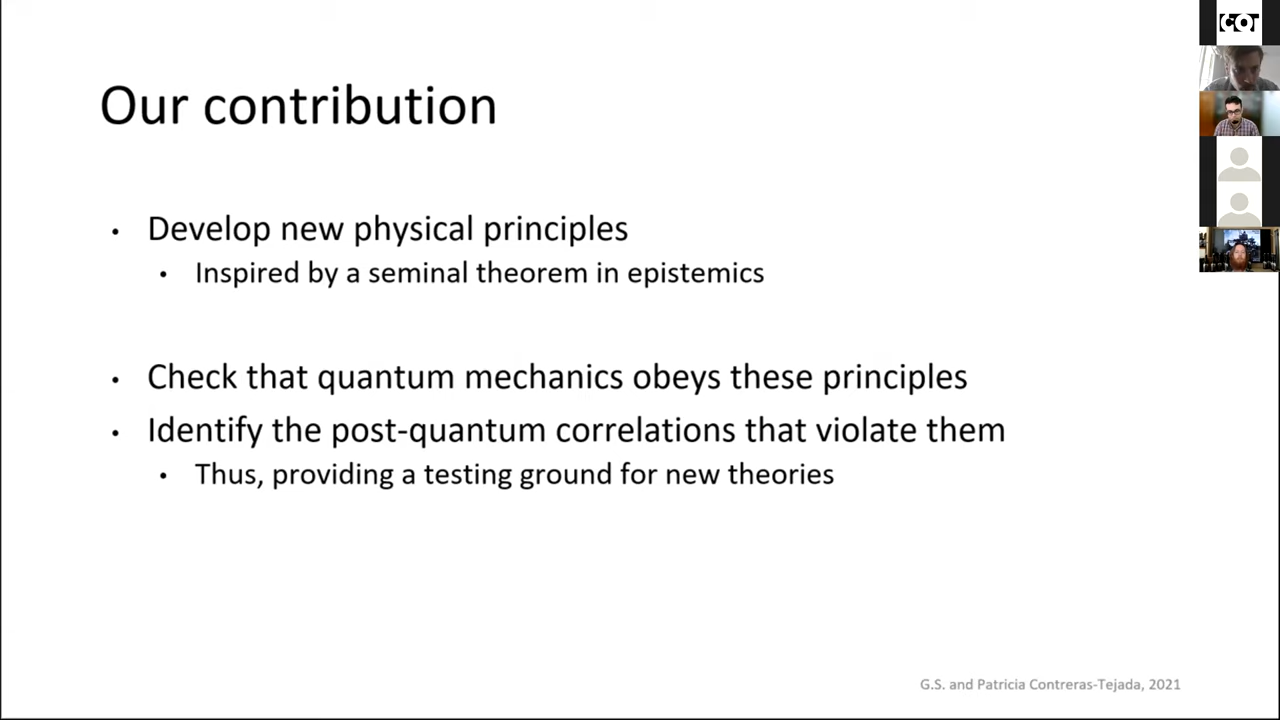 Our contribution
Develop new physical principles
Inspired by a seminal theorem in epistemics
Check that quantum mechanics obeys these principles
Identify the post-quantum correlations that violate them
Thus, providing a testing ground for new theories
G.S. and Patricia Contreras-Tejada, 2021